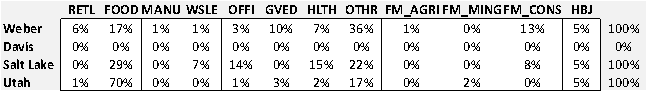 RETL FOOD MANU WSLE OFFI GVED HLTH OTHR FM_AGRI FM_MING FM_CONS HBJ
Weber 6% 17% 1% 1% 3% 10% 7% 36% 1% 0% 13% 5% 100%
Davis 0% 0% 0% 0% 0% 0% 0% 0% 0% 0% 0% 0% 0%
Salt Lake 0% 29% 0% 7% 14% 0% 15% 22% 0% 0% 8% 5% 100%
Utah 1% 70% 0% 0% 1% 3% 2% 17% 0% 2% 0% 5% 100%